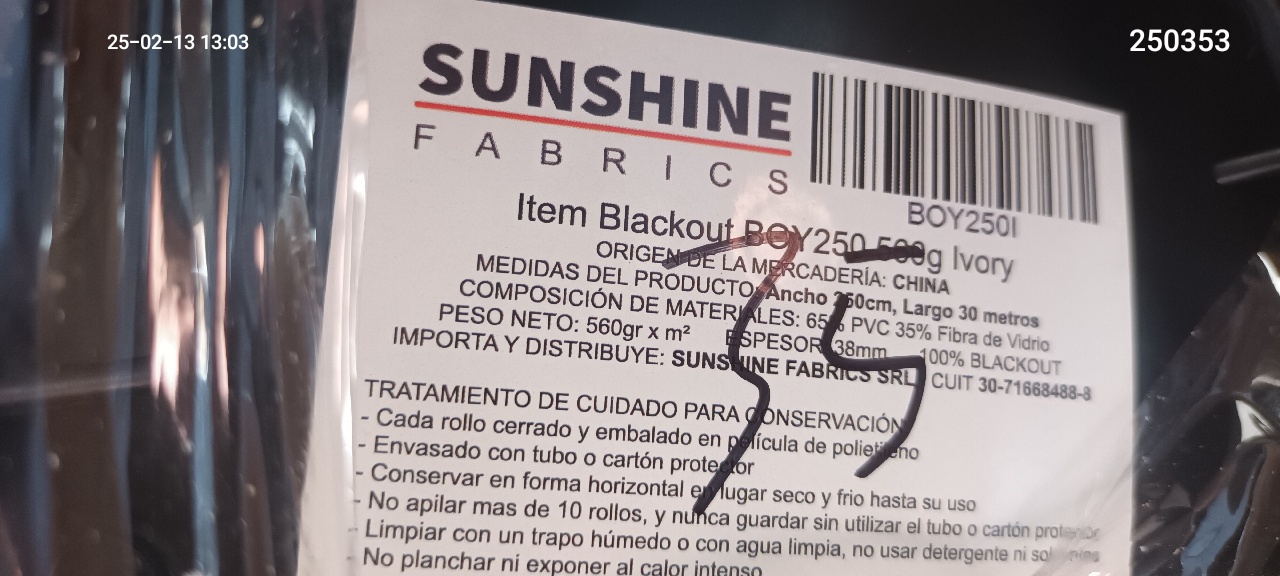 25-02-13 13:03
250353
SUNSHINE
FABRICS
BOY250I
Item Blackout BOY250 560g Ivory
ORIGEN DE LA MERCADERÍA: CHINA
MEDIDAS DEL PRODUCTO: Ancho 250cm, Largo 30 metros
COMPOSICIÓN DE MATERIALES: 65% PVC 35% Fibra de Vidrio
PESO NETO: 560gr x m² ESPESOR 38mm 100% BLACKOUT
IMPORTA Y DISTRIBUYE: SUNSHINE FABRICS SRL CUIT 30-71668488-8
35
TRATAMIENTO DE CUIDADO PARA CONSERVACIÓN
- Cada rollo cerrado y embalado en película de polietileno
- Envasado con tubo o cartón protector
- Conservar en forma horizontal en lugar seco y frio hasta su uso
- No apilar mas de 10 rollos, y nunca guardar sin utilizar el tubo o cartón protector
- Limpiar con un trapo húmedo o con agua limpia, no usar detergente ni
- No planchar ni exponer al calor intenso